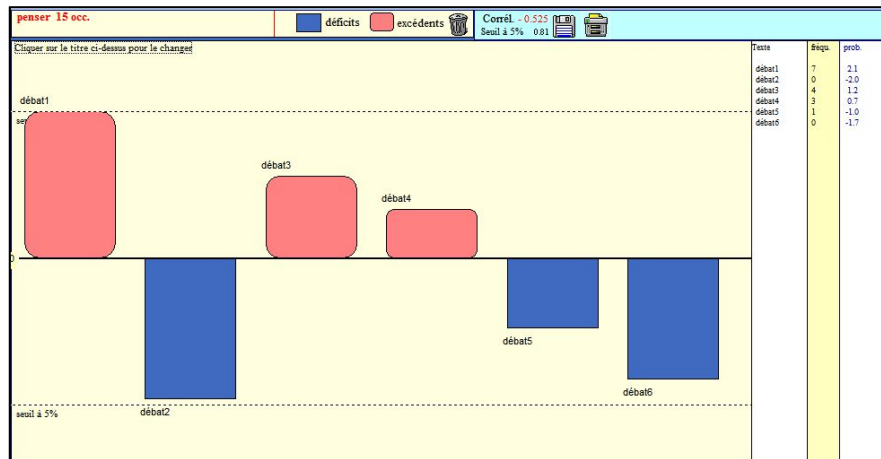 penser 15 occ.
déficits
excédents
Corrél. - 0.525
Seuil à 5% 0.81
Cliquer sur le titre ci-dessus pour le changer
débat1
débat3
débat4
0
débat5
débat6
débat2
seuil à 5%
Texte fréqu. prob.
débat1 7 2.1
débat2 0 -2.0
débat3 4 1.2
débat4 3 0.7
débat5 1 -1.0
débat6 0 -1.7